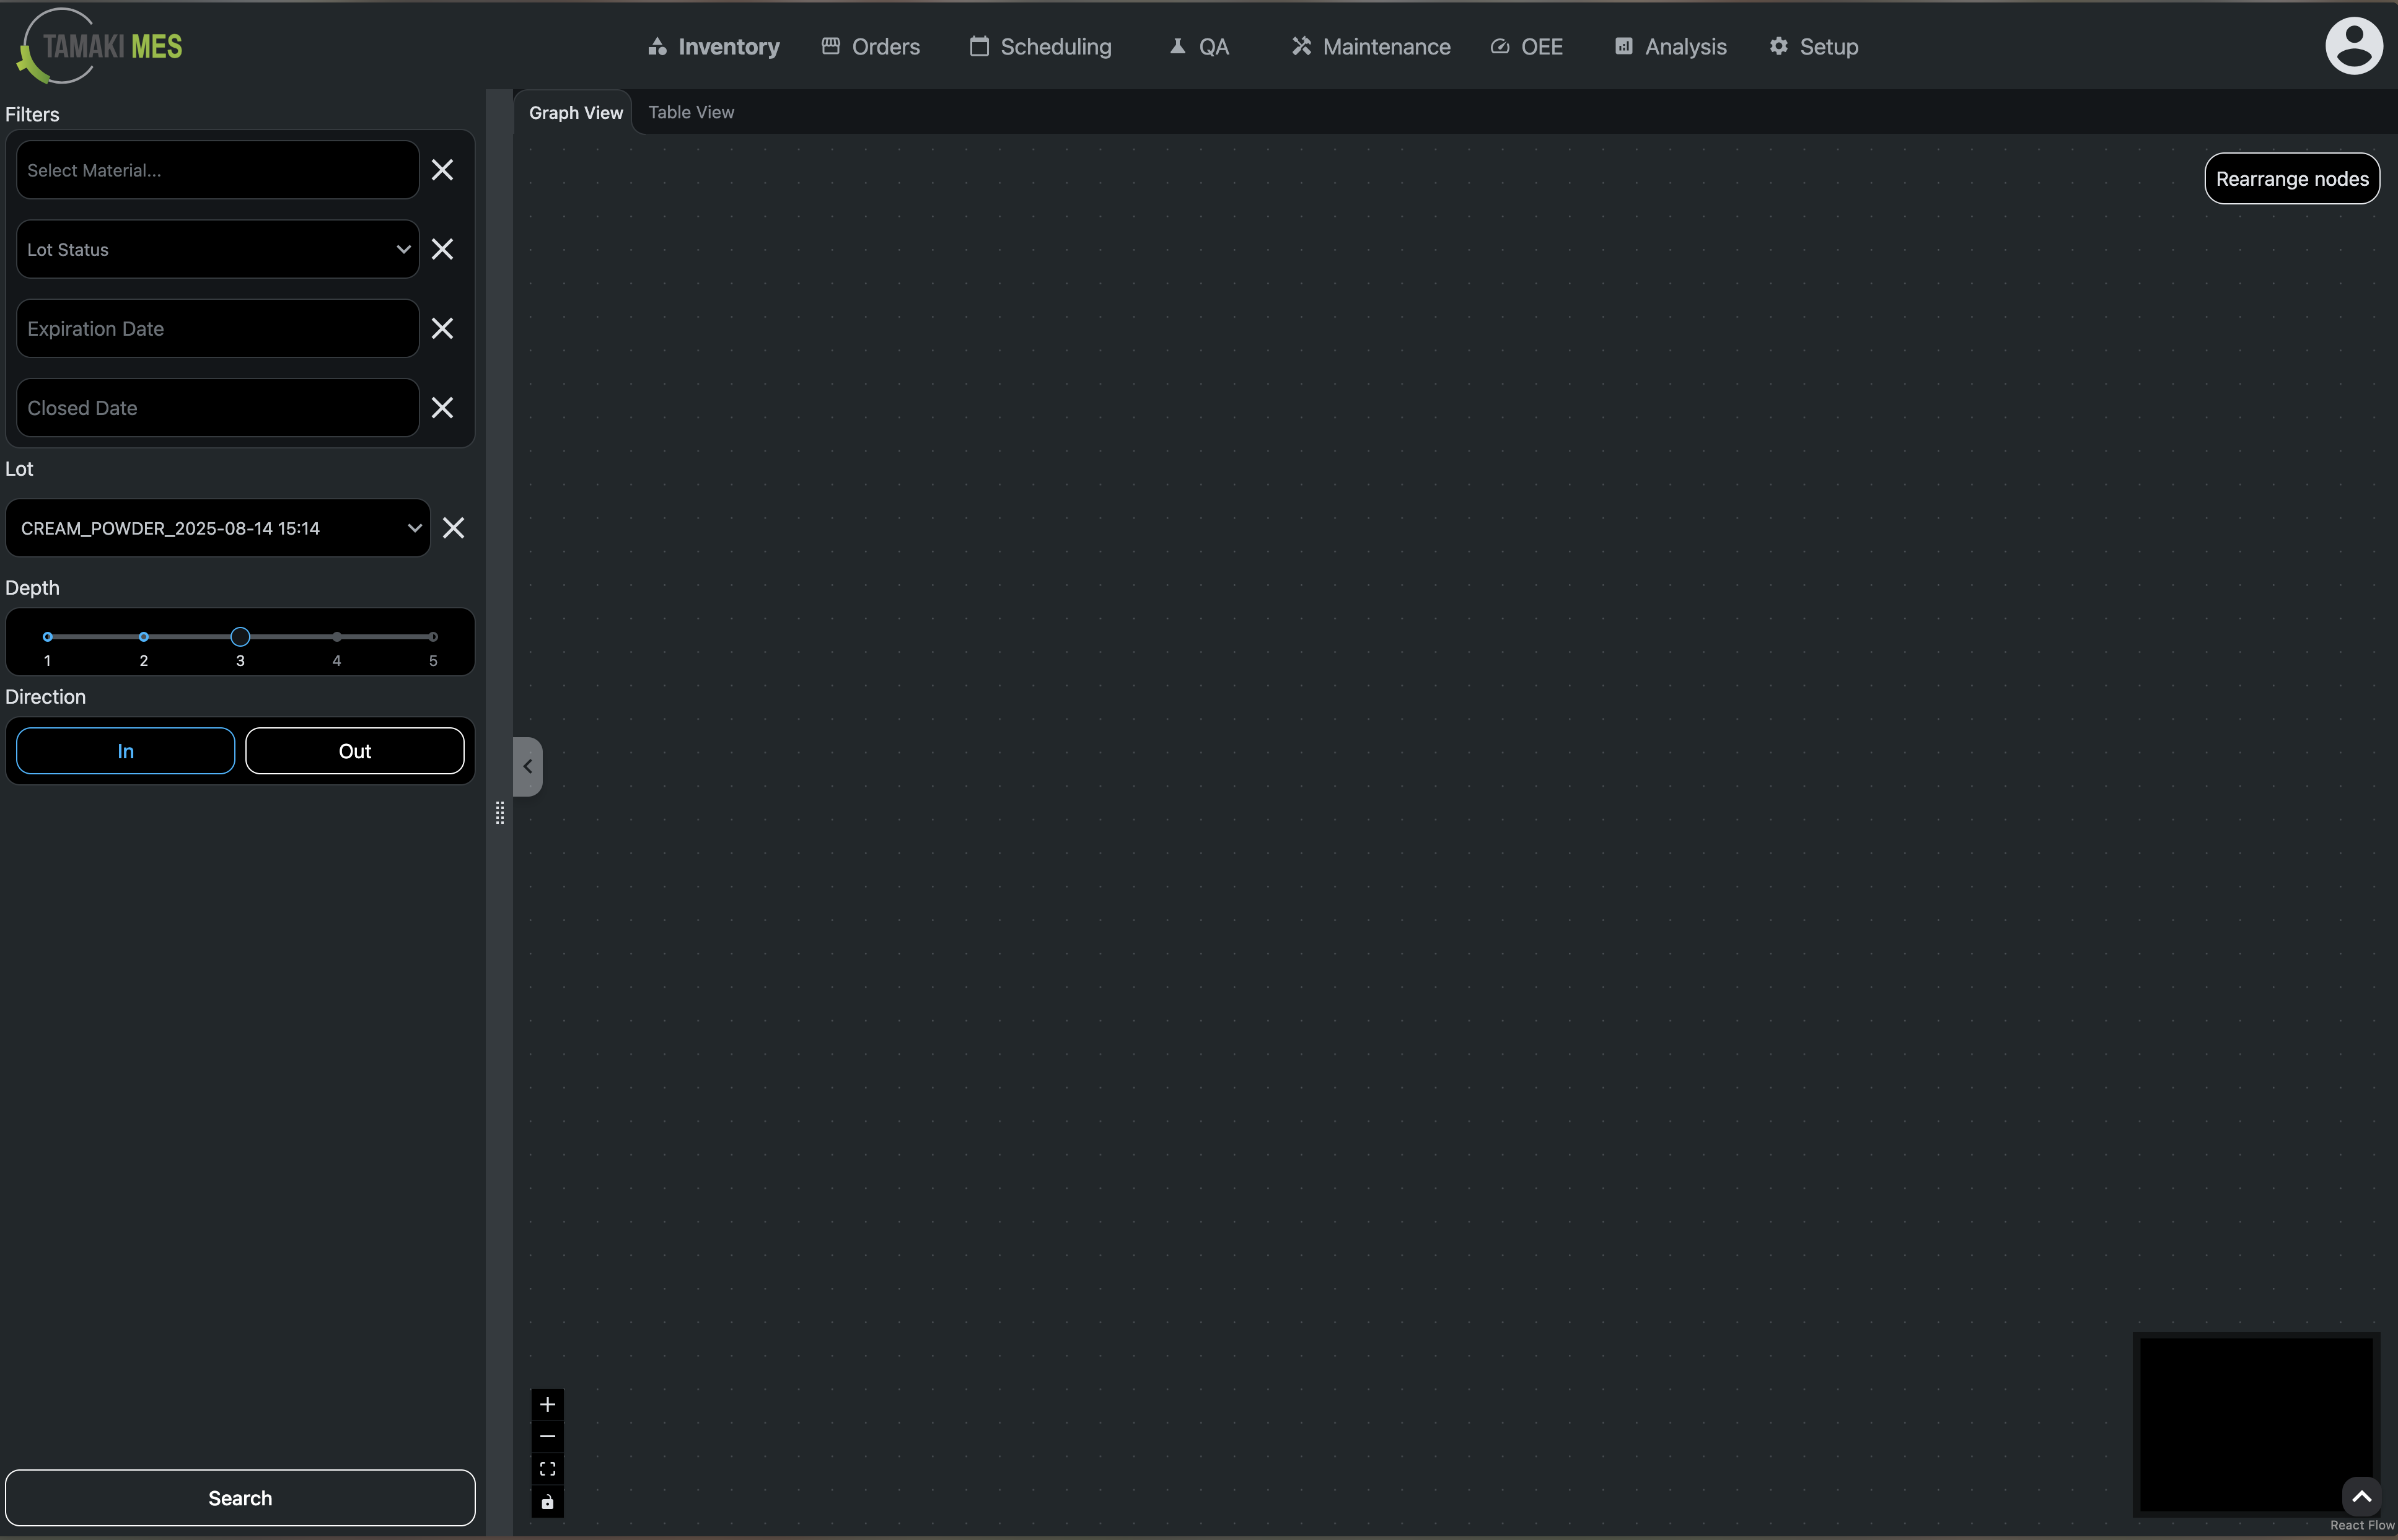 TAMAKI MES
Inventory
Orders
Scheduling
QA
Maintenance
OEE
Analysis
Setup
Filters
Select Material...
Lot Status
Expiration Date
Closed Date
Lot
CREAM_POWDER_2025-08-14 15:14
Depth
1 2 3 4 5
Direction
In
Out
Search
Graph View
Table View
Rearrange nodes
React Flow